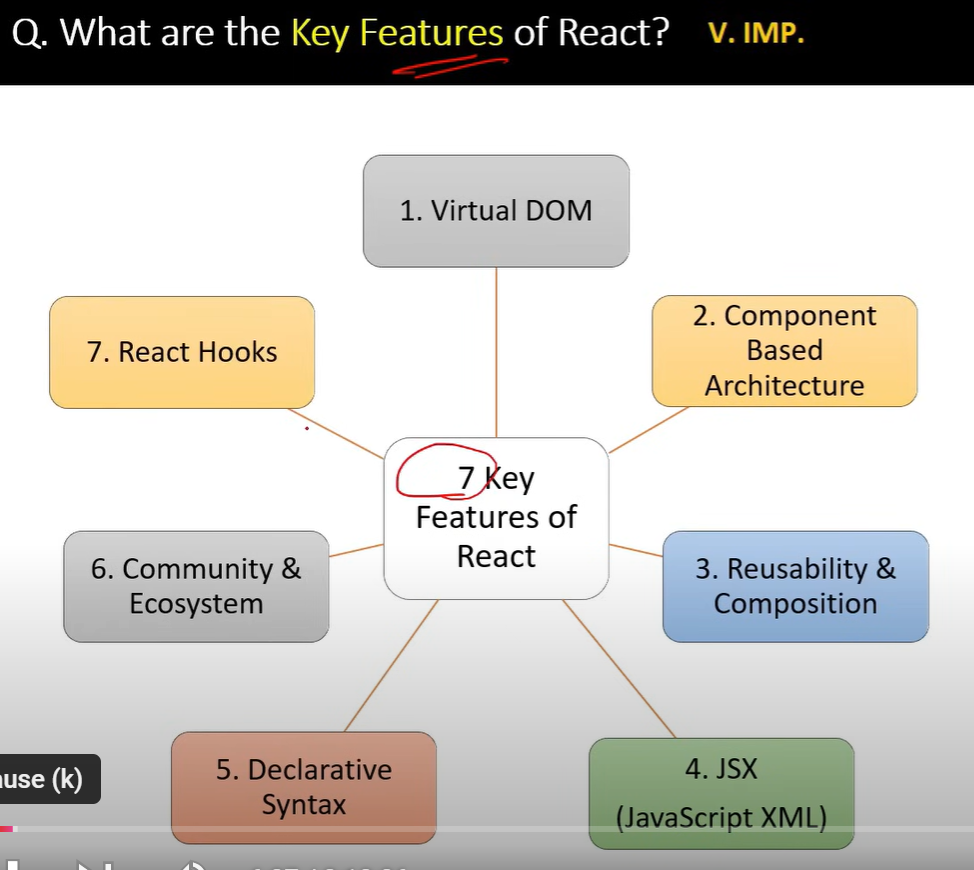 Q. What are the Key Features of React? V. IMP.
1. Virtual DOM
7. React Hooks
2. Component
Based
Architecture
7 Key
Features of
React
6. Community &
Ecosystem
3. Reusability &
Composition
5. Declarative
Syntax
4. JSX
(JavaScript XML)
(k)